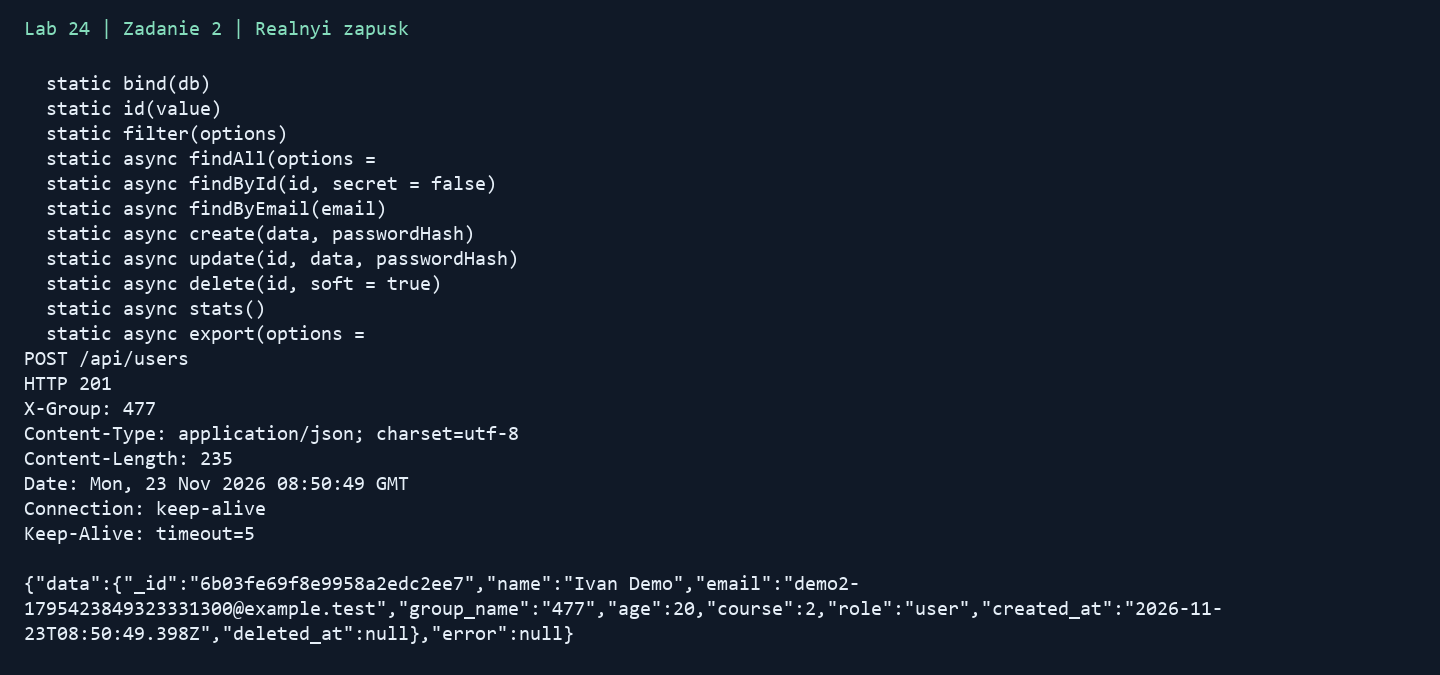 Lab 24 | Zadanie 2 | Realnyi zapusk
static bind(db)
static id(value)
static filter(options)
static async findAll(options =
static async findById(id, secret = false)
static async findByEmail(email)
static async create(data, passwordHash)
static async update(id, data, passwordHash)
static async delete(id, soft = true)
static async stats()
static async export(options =
POST /api/users
HTTP 201
X-Group: 477
Content-Type: application/json; charset=utf-8
Content-Length: 235
Date: Mon, 23 Nov 2026 08:50:49 GMT
Connection: keep-alive
Keep-Alive: timeout=5
{"data":{"_id":"6b03fe69f8e9958a2edc2ee7","name":"Ivan Demo","email":"demo2-
1795423849323331300@example.test","group_name":"477","age":20,"course":2,"role":"user","created_at":"2026-11-
23T08:50:49.398Z","deleted_at":null},"error":null}